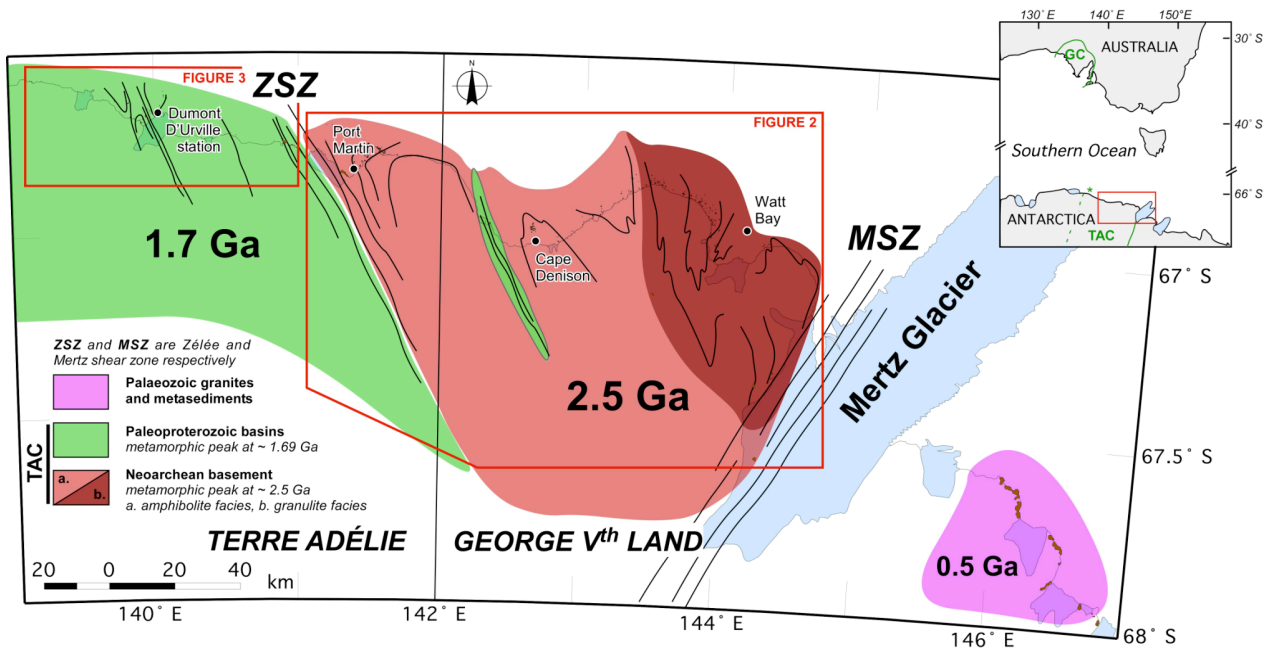 130° E 140° E 150°E
30° S
AUSTRALIA
GC
40° S
Southern Ocean
66° S
ANTARCTICA
TAC
FIGURE 3
ZSZ
N
FIGURE 2
Dumont
D'Urville
station
Port
Martin
Watt
Bay
1.7 Ga
Cape
Denison
MSZ
67° S
Mertz Glacier
2.5 Ga
ZSZ and MSZ are Zélée and
Mertz shear zone respectively
Palaeozoic granites
and metasediments
TAC
Paleoproterozoic basins
metamorphic peak at ~ 1.69 Ga
a.
b.
Neoarchean basement
metamorphic peak at ~ 2.5 Ga
a. amphibolite facies, b. granulite facies
67.5° S
TERRE ADÉLIE
GEORGE Vth LAND
0.5 Ga
20 0 20 40
km
140° E
142° E
144° E
146° E
68° S